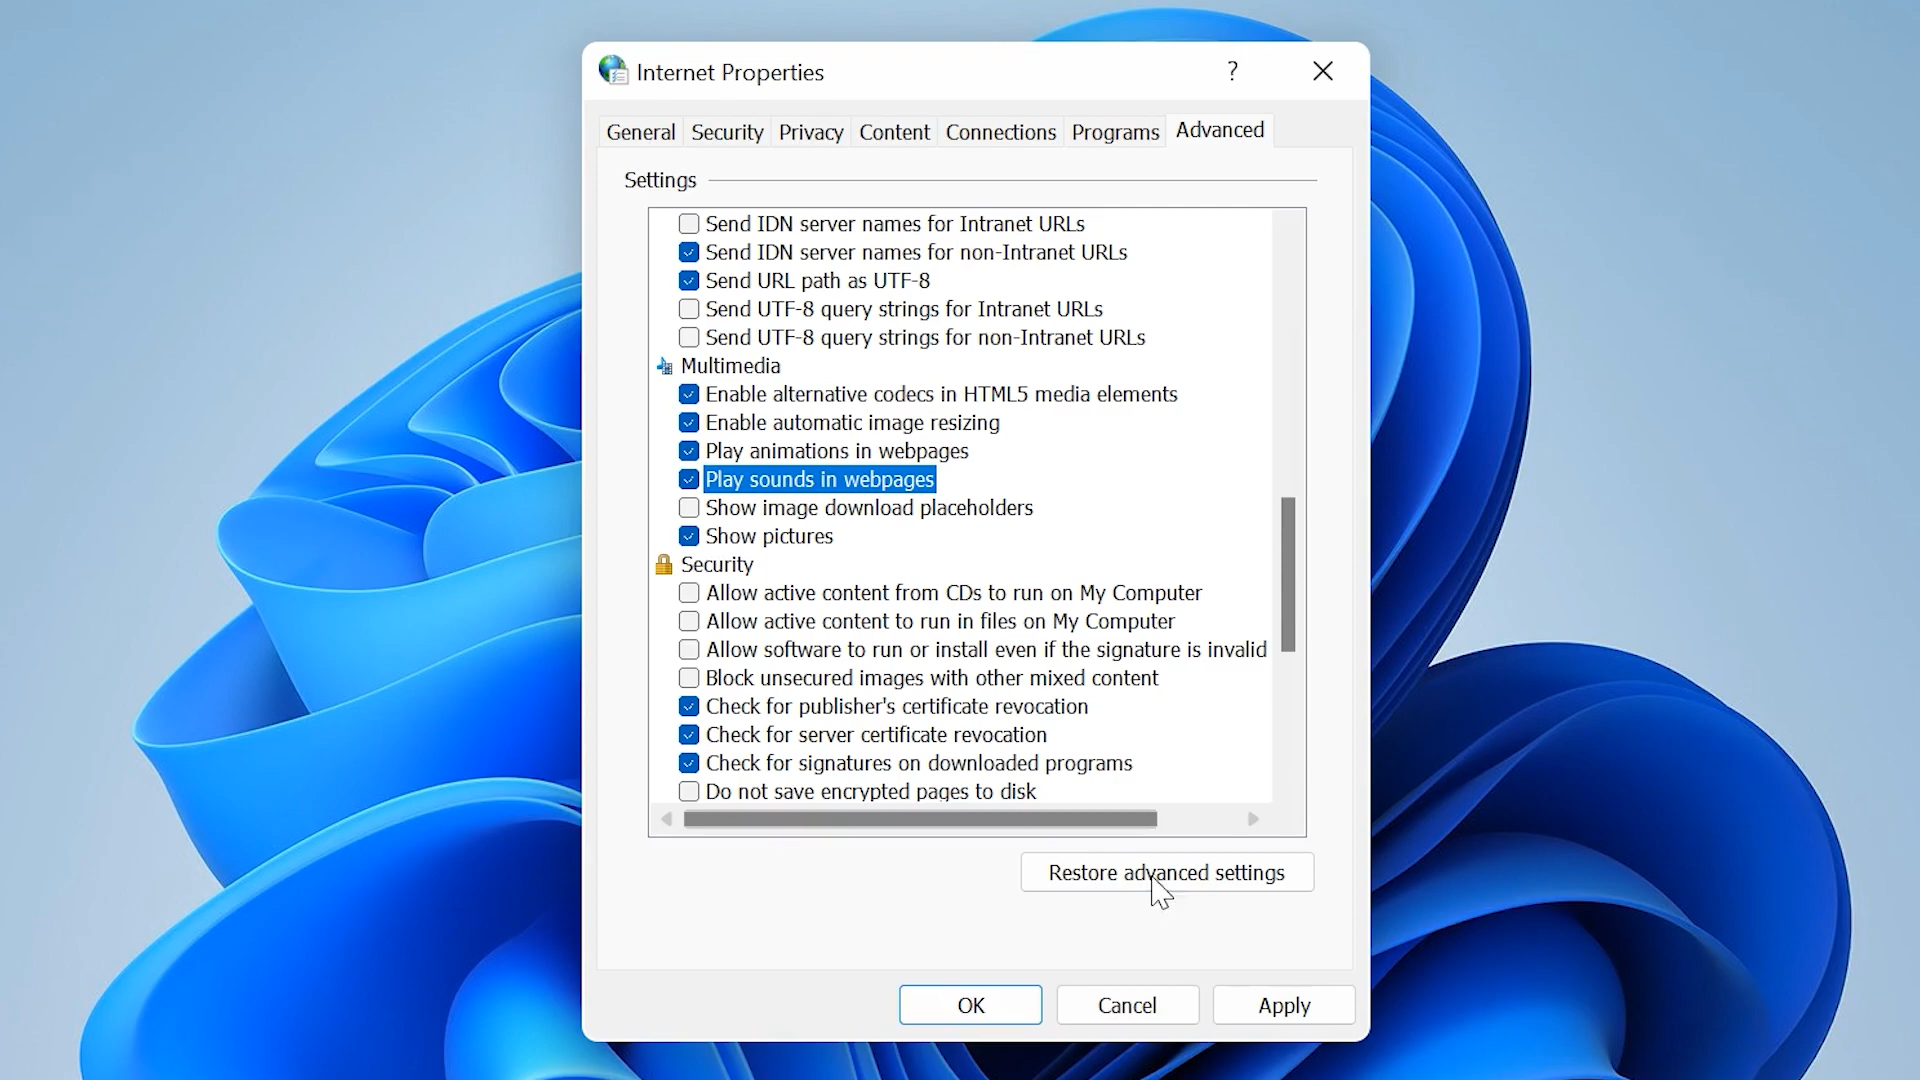 Internet Properties
?
General Security Privacy Content Connections Programs Advanced
Settings
Send IDN server names for Intranet URLs
Send IDN server names for non-Intranet URLs
Send URL path as UTF-8
Send UTF-8 query strings for Intranet URLs
Send UTF-8 query strings for non-Intranet URLs
Multimedia
Enable alternative codecs in HTML5 media elements
Enable automatic image resizing
Play animations in webpages
Play sounds in webpages
Show image download placeholders
Show pictures
Security
Allow active content from CDs to run on My Computer
Allow active content to run in files on My Computer
Allow software to run or install even if the signature is invalid
Block unsecured images with other mixed content
Check for publisher's certificate revocation
Check for server certificate revocation
Check for signatures on downloaded programs
Do not save encrypted pages to disk
Restore advanced settings
OK Cancel Apply